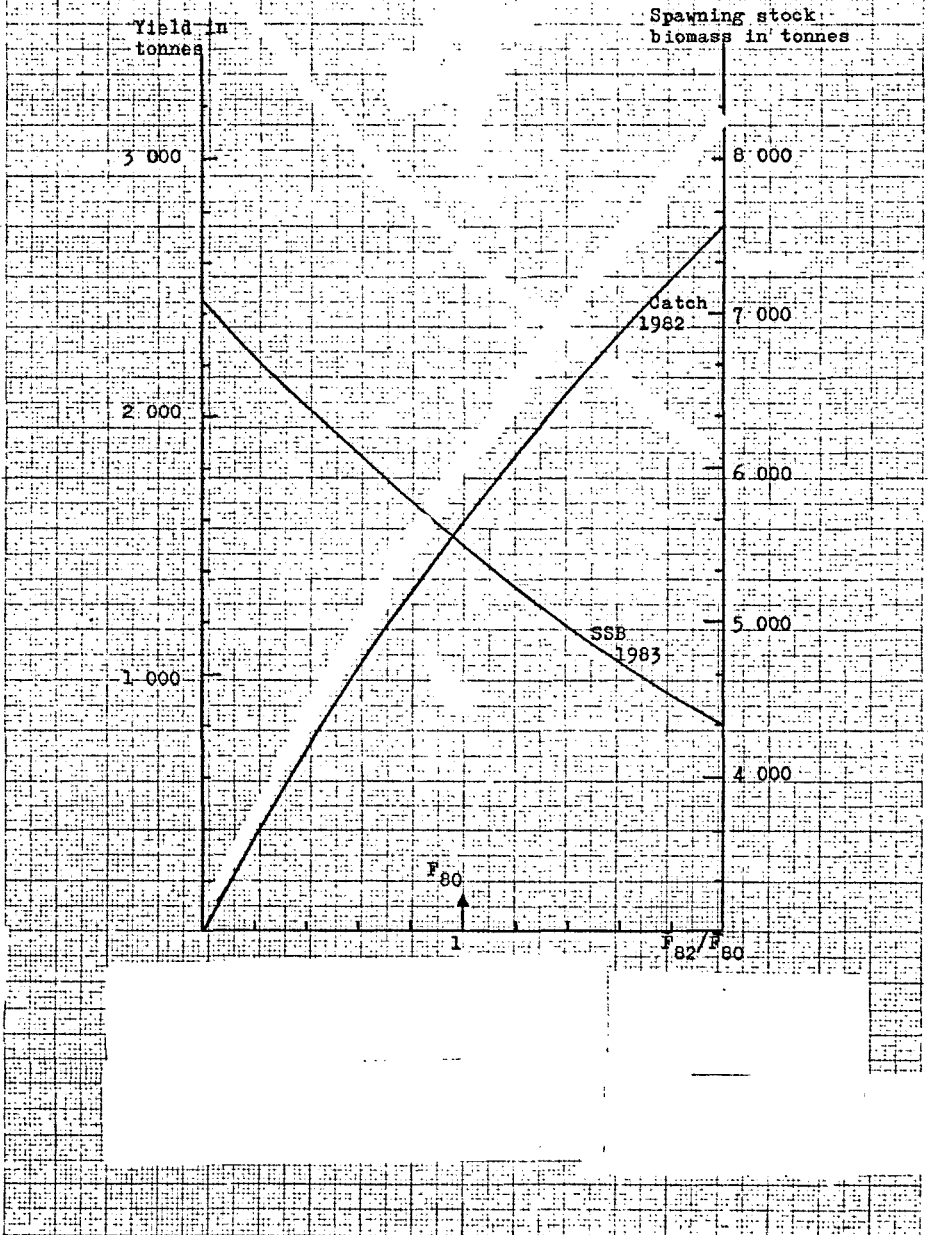 Yield in
tonnes
Spawning stock
biomass in tonnes
3 000
8 000
Catch
1982
7 000
2 000
6 000
SSB
1983
5 000
1 000
4 000
F80
1
F82/F80